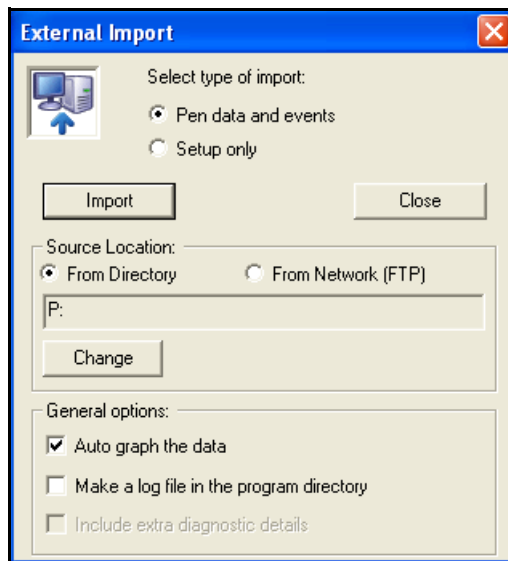 External Import
Select type of import:
Pen data and events
Setup only
Import
Close
Source Location:
From Directory
From Network (FTP)
P:
Change
General options:
Auto graph the data
Make a log file in the program directory
Include extra diagnostic details